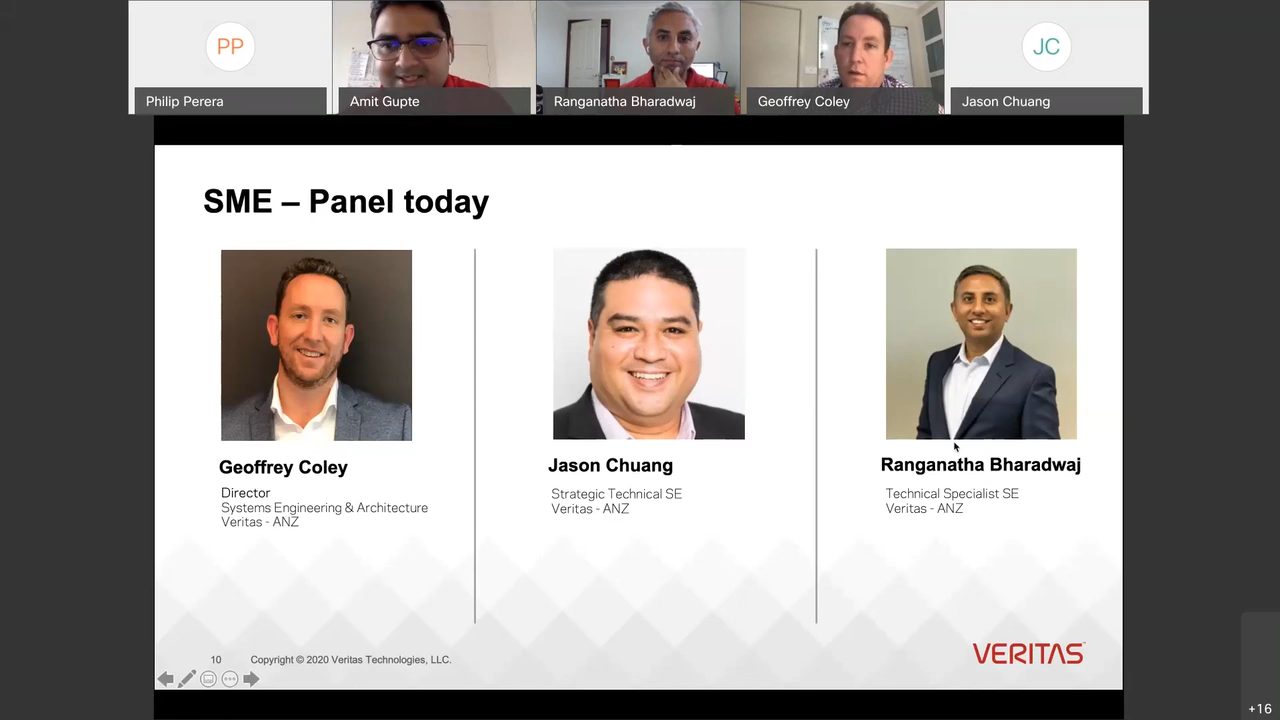 PP
JC
Philip Perera
Amit Gupte
Ranganatha Bharadwaj
Geoffrey Coley
Jason Chuang
SME – Panel today
Geoffrey Coley
Director
Systems Engineering & Architecture
Veritas - ANZ
Jason Chuang
Strategic Technical SE
Veritas - ANZ
Ranganatha Bharadwaj
Technical Specialist SE
Veritas - ANZ
10
Copyright © 2020 Veritas Technologies, LLC.
VERITAS™
+16